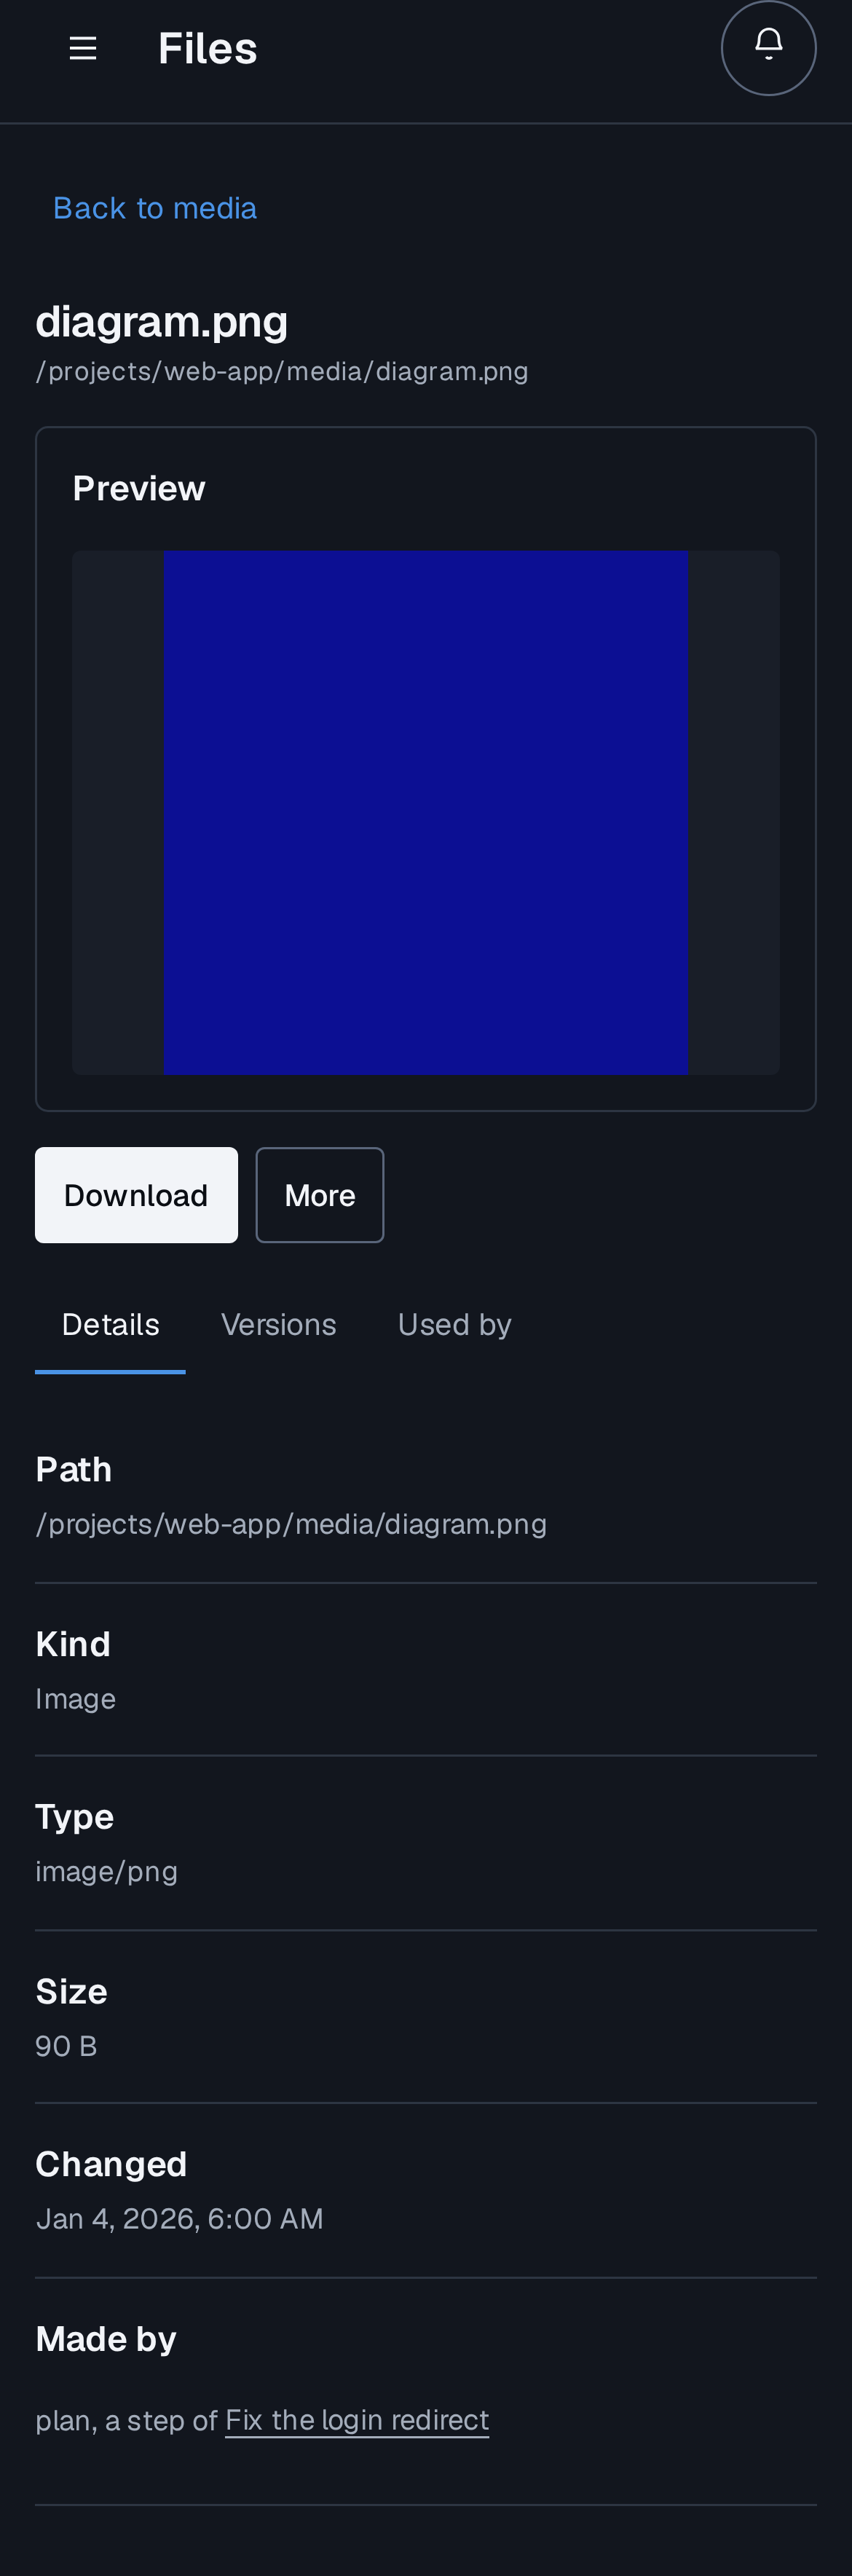 Files
Back to media
diagram.png
/projects/web-app/media/diagram.png
Preview
Download
More
Details
Versions
Used by
Path
/projects/web-app/media/diagram.png
Kind
Image
Type
image/png
Size
90 B
Changed
Jan 4, 2026, 6:00 AM
Made by
plan, a step of Fix the login redirect